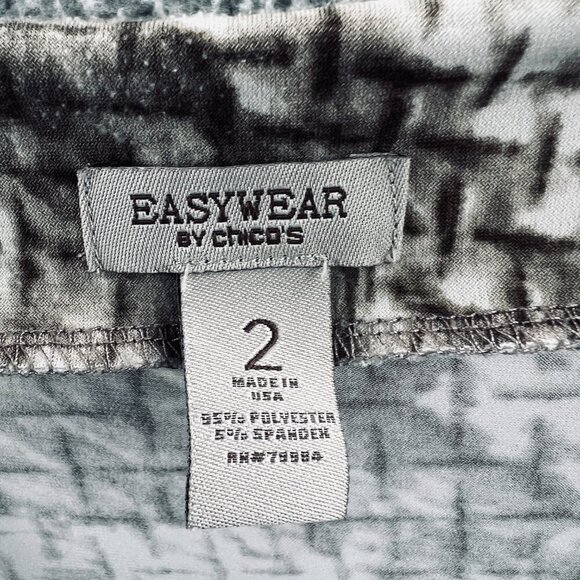 EASYWEAR
BY CHICO'S
2
MADE IN
USA
95% POLYESTER
5% SPANDEX
RN#79984